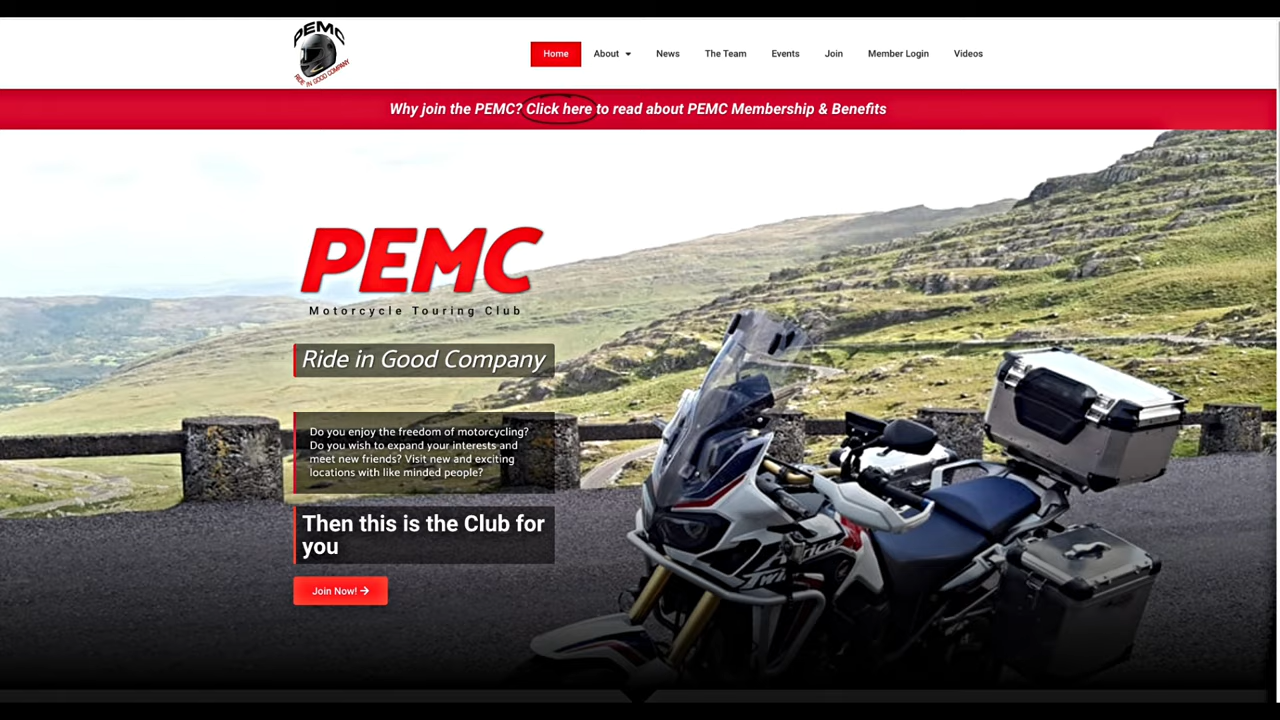 PEMC
RIDE IN GOOD COMPANY
Home
About
News
The Team
Events
Join
Member Login
Videos
Why join the PEMC? Click here to read about PEMC Membership & Benefits
PEMC
Motorcycle Touring Club
Ride in Good Company
Do you enjoy the freedom of motorcycling?
Do you wish to expand your interests and
meet new friends? Visit new and exciting
locations with like minded people?
Then this is the Club for
you
Join Now!
Africa
Twin